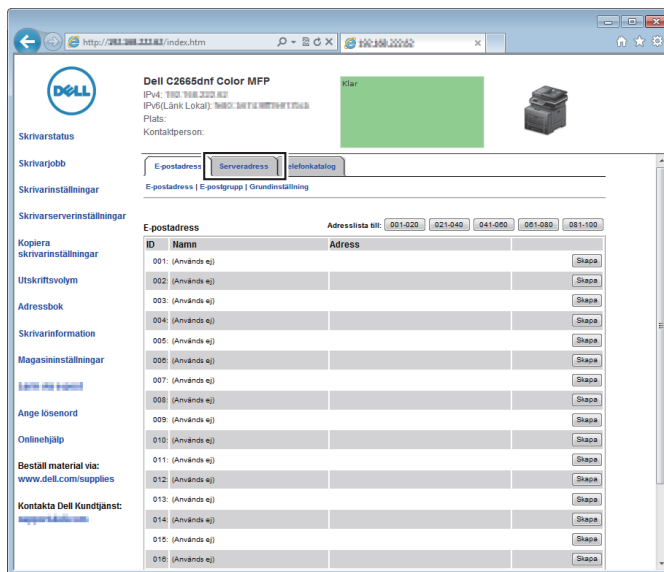 http://
/index.htm
DELL
Dell C2665dnf Color MFP
IPv4:
IPv6(Länk Lokal):
Plats:
Kontaktperson:
Klar
Skrivarstatus
Skrivarjobb
Skrivarinställningar
Skrivarserverinställningar
Kopiera
skrivarinställningar
Utskriftsvolym
Adressbok
Skrivarinformation
Magasininställningar
Ange lösenord
Onlinehjälp
Beställ material via:
www.dell.com/supplies
Kontakta Dell Kundtjänst:
E-postadress
Serveradress
elefonkatalog
E-postadress | E-postgrupp | Grundinställning
E-postadress
Adresslista till: 001-020 021-040 041-060 061-080 081-100
ID Namn Adress
001: (Används ej) Skapa
002: (Används ej) Skapa
003: (Används ej) Skapa
004: (Används ej) Skapa
005: (Används ej) Skapa
006: (Används ej) Skapa
007: (Används ej) Skapa
008: (Används ej) Skapa
009: (Används ej) Skapa
010: (Används ej) Skapa
011: (Används ej) Skapa
012: (Används ej) Skapa
013: (Används ej) Skapa
014: (Används ej) Skapa
015: (Används ej) Skapa
016: (Används ej) Skapa